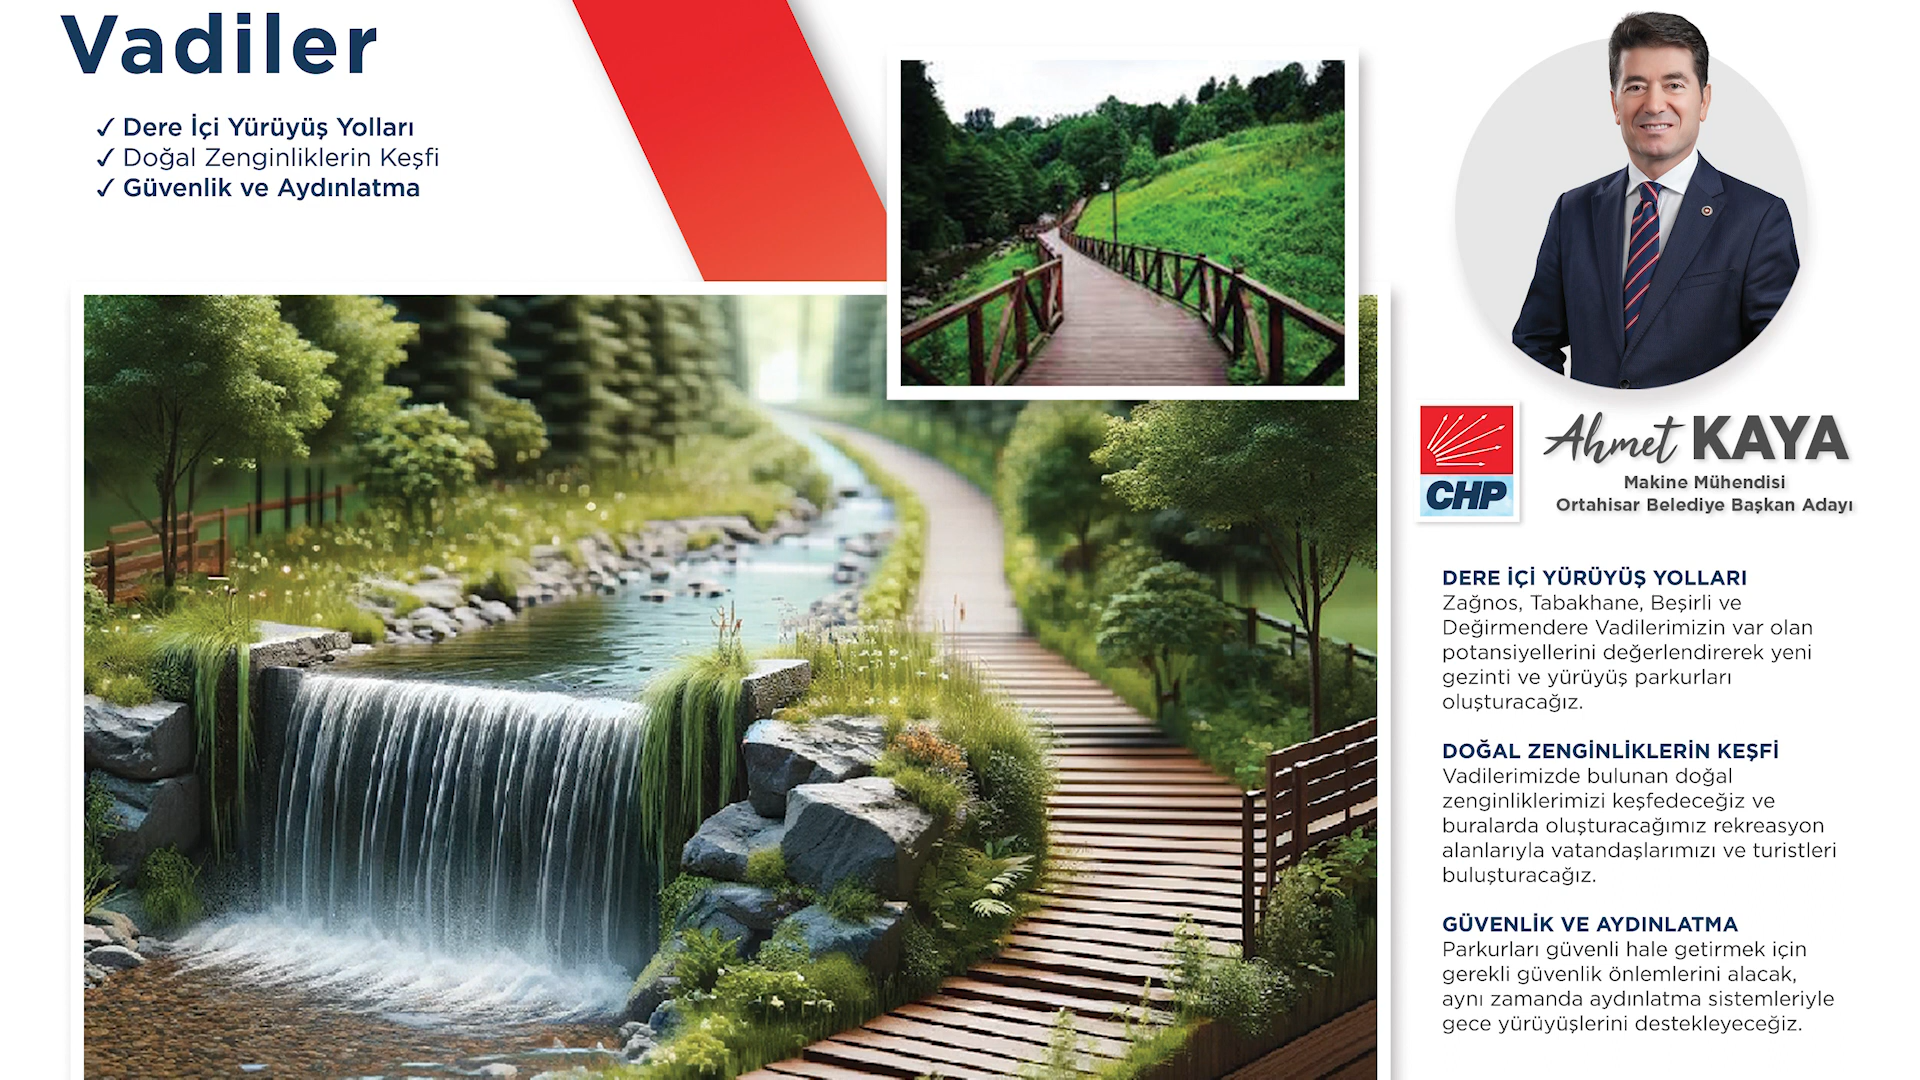 Vadiler
✓ Dere İçi Yürüyüş Yolları
✓ Doğal Zenginliklerin Keşfi
✓ Güvenlik ve Aydınlatma
CHP
Ahmet KAYA
Makine Mühendisi
Ortahisar Belediye Başkan Adayı
DERE İÇİ YÜRÜYÜŞ YOLLARI
Zağnos, Tabakhane, Beşirli ve
Değirmendere Vadilerimizin var olan
potansiyellerini değerlendirerek yeni
gezinti ve yürüyüş parkurları
oluşturacağız.
DOĞAL ZENGİNLİKLERİN KEŞFİ
Vadilerimizde bulunan doğal
zenginliklerimizi keşfedeceğiz ve
buralarda oluşturacağımız rekreasyon
alanlarıyla vatandaşlarımızı ve turistleri
buluşturacağız.
GÜVENLİK VE AYDINLATMA
Parkurları güvenli hale getirmek için
gerekli güvenlik önlemlerini alacak,
aynı zamanda aydınlatma sistemleriyle
gece yürüyüşlerini destekleyeceğiz.